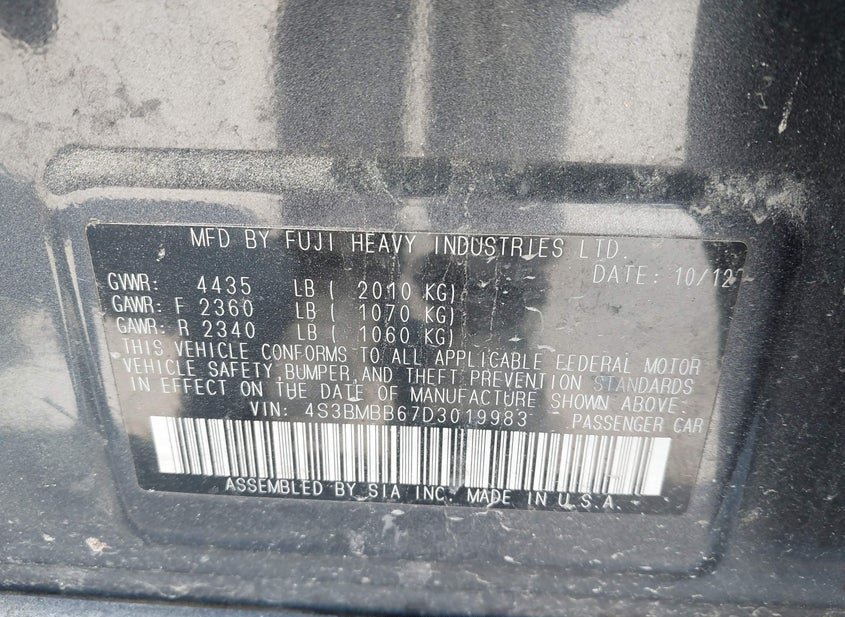 MFD BY FUJI HEAVY INDUSTRIES LTD.
DATE: 10/12
GVWR: 4435 LB ( 2010 KG)
GAWR: F 2360 LB ( 1070 KG)
GAWR: R 2340 LB ( 1060 KG)
THIS VEHICLE CONFORMS TO ALL APPLICABLE FEDERAL MOTOR
VEHICLE SAFETY, BUMPER, AND THEFT PREVENTION STANDARDS
IN EFFECT ON THE DATE OF MANUFACTURE SHOWN ABOVE.
VIN: 4S3BMBB67D3019983 PASSENGER CAR
ASSEMBLED BY SIA INC. MADE IN U.S.A.